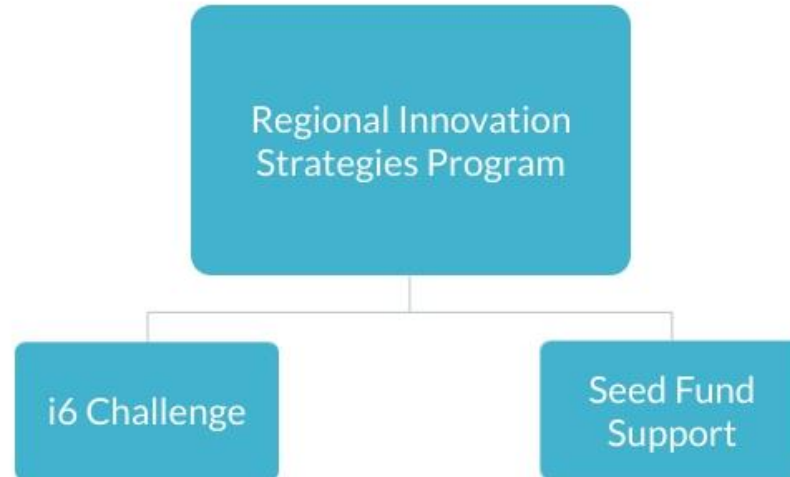 Regional Innovation
Strategies Program
i6 Challenge
Seed Fund
Support